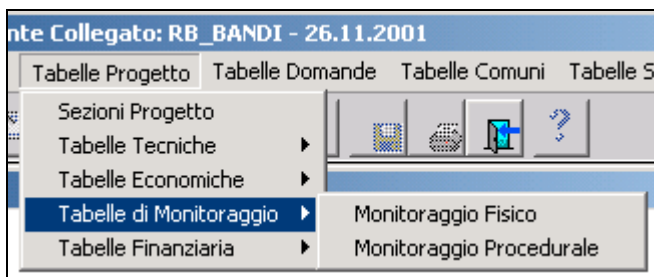 nte Collegato: RB_BANDI - 26.11.2001
Tabelle Progetto Tabelle Domande Tabelle Comuni Tabelle S
Sezioni Progetto
Tabelle Tecniche
Tabelle Economiche
Tabelle di Monitoraggio Monitoraggio Fisico
Tabelle Finanziaria Monitoraggio Procedurale